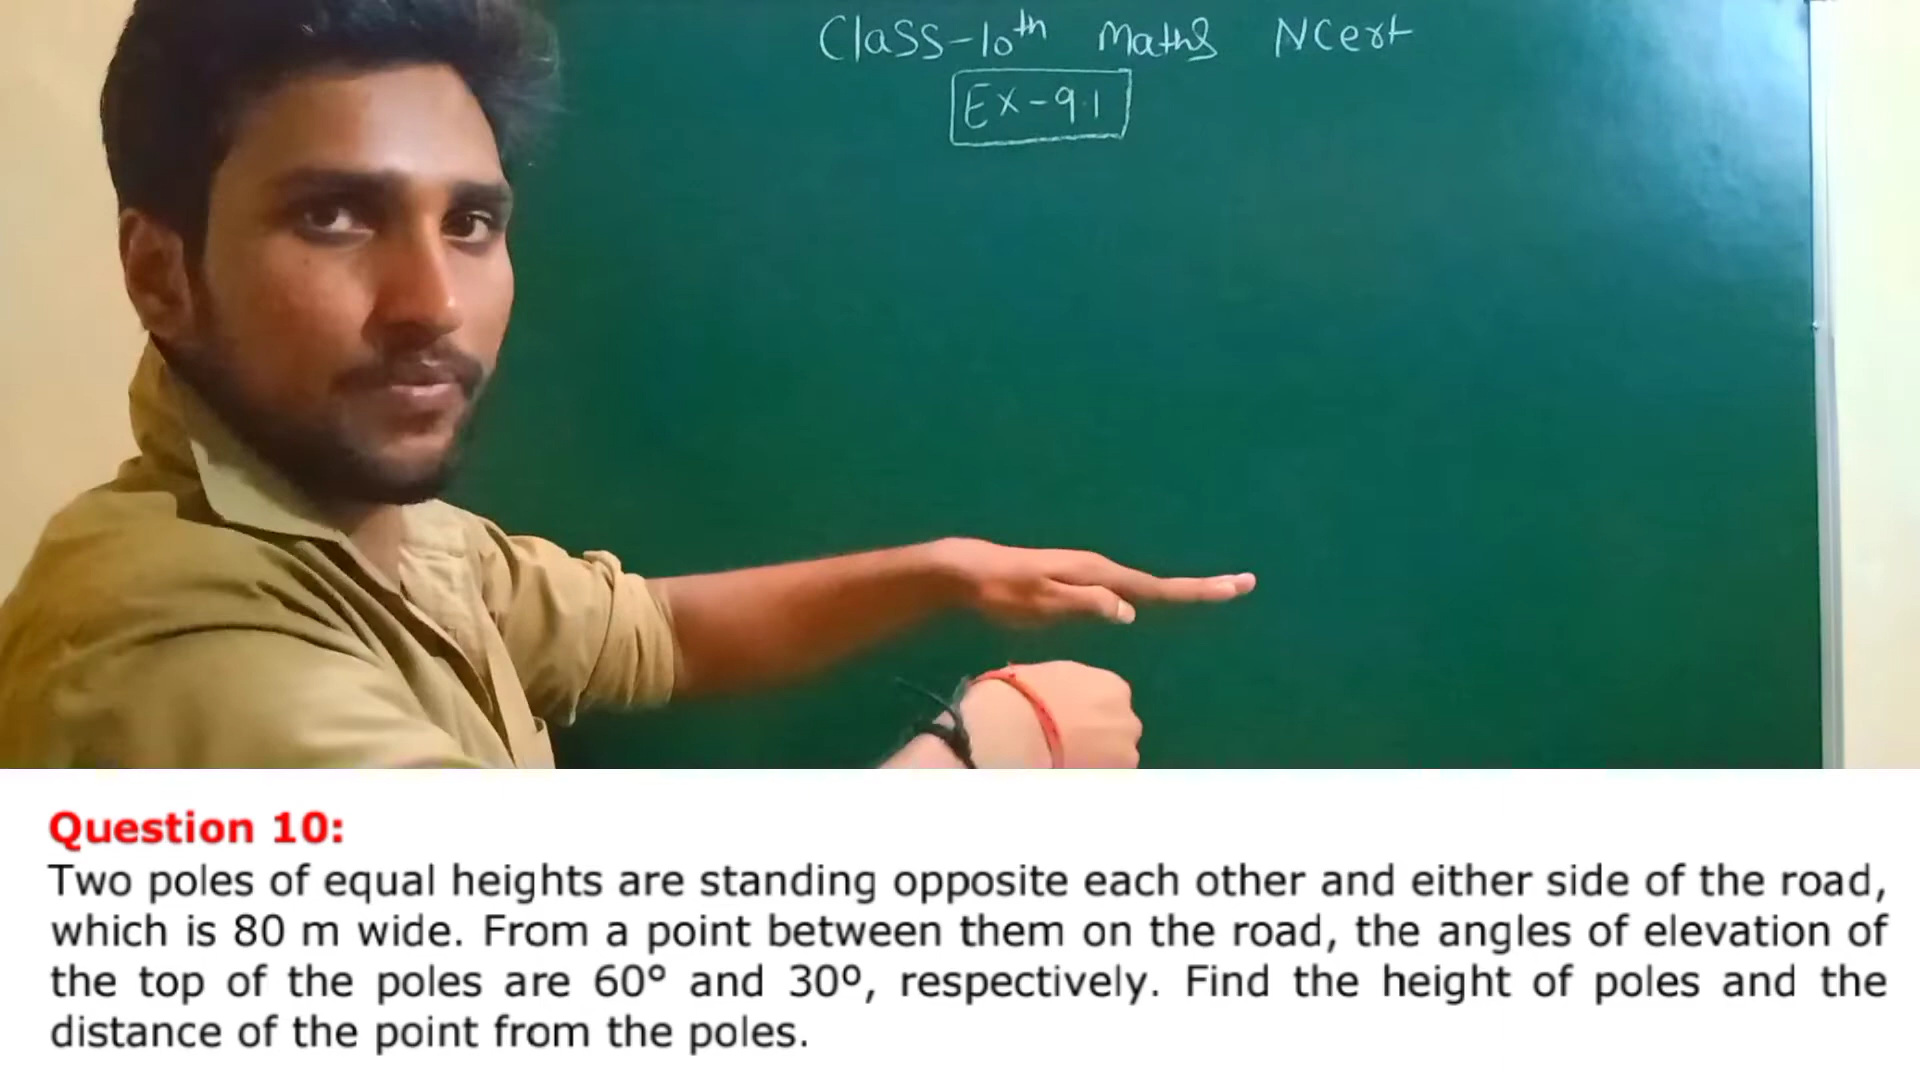 Class-10th Maths NCert
Ex-9.1
Question 10:
Two poles of equal heights are standing opposite each other and either side of the road,
which is 80 m wide. From a point between them on the road, the angles of elevation of
the top of the poles are 60° and 30º, respectively. Find the height of poles and the
distance of the point from the poles.